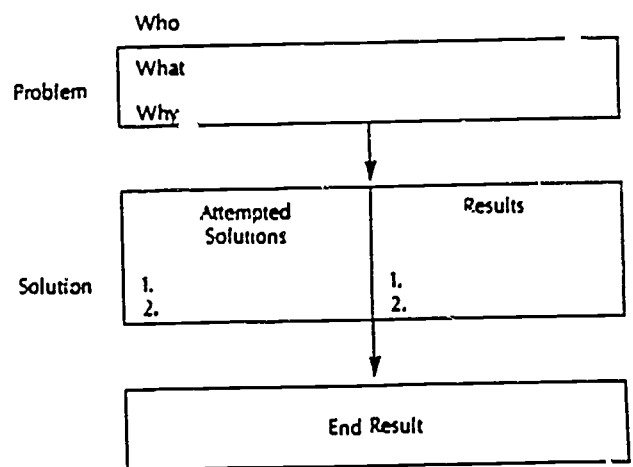 Who
Problem
What
Why
Attempted
Solutions
Results
Solution
1.
2.
1.
2.
End Result